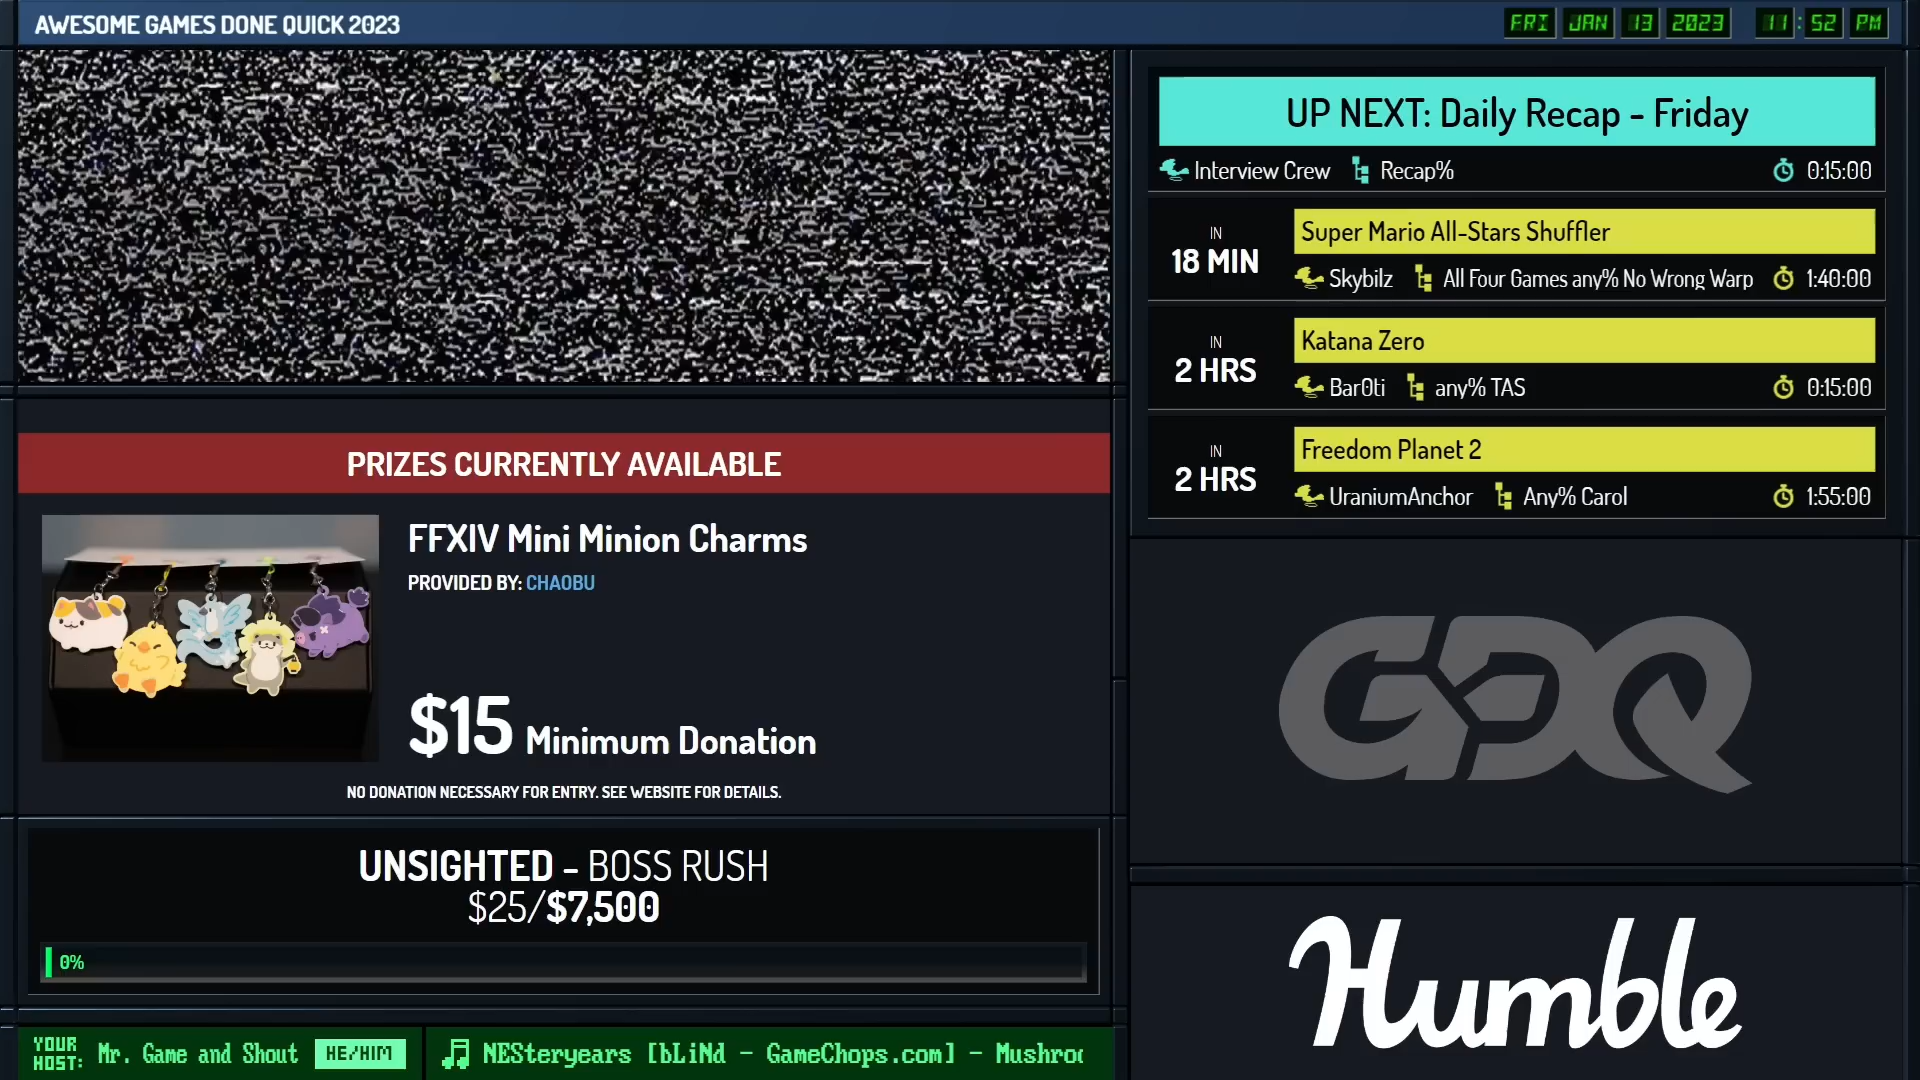 AWESOME GAMES DONE QUICK 2023
FRI JAN 13 2023 11:52 PM
UP NEXT: Daily Recap - Friday
Interview Crew Recap% 0:15:00
IN
18 MIN
Super Mario All-Stars Shuffler
Skybilz All Four Games any% No Wrong Warp 1:40:00
IN
2 HRS
Katana Zero
Bar0ti any% TAS 0:15:00
IN
2 HRS
Freedom Planet 2
UraniumAnchor Any% Carol 1:55:00
PRIZES CURRENTLY AVAILABLE
FFXIV Mini Minion Charms
PROVIDED BY: CHAOBU
$15 Minimum Donation
NO DONATION NECESSARY FOR ENTRY. SEE WEBSITE FOR DETAILS.
UNSIGHTED - BOSS RUSH
$25/$7,500
0%
GDQ
Humble
YOUR HOST: Mr. Game and Shout HE/HIM
NESteryears [bLiNd - GameChops.com] - Mushroo